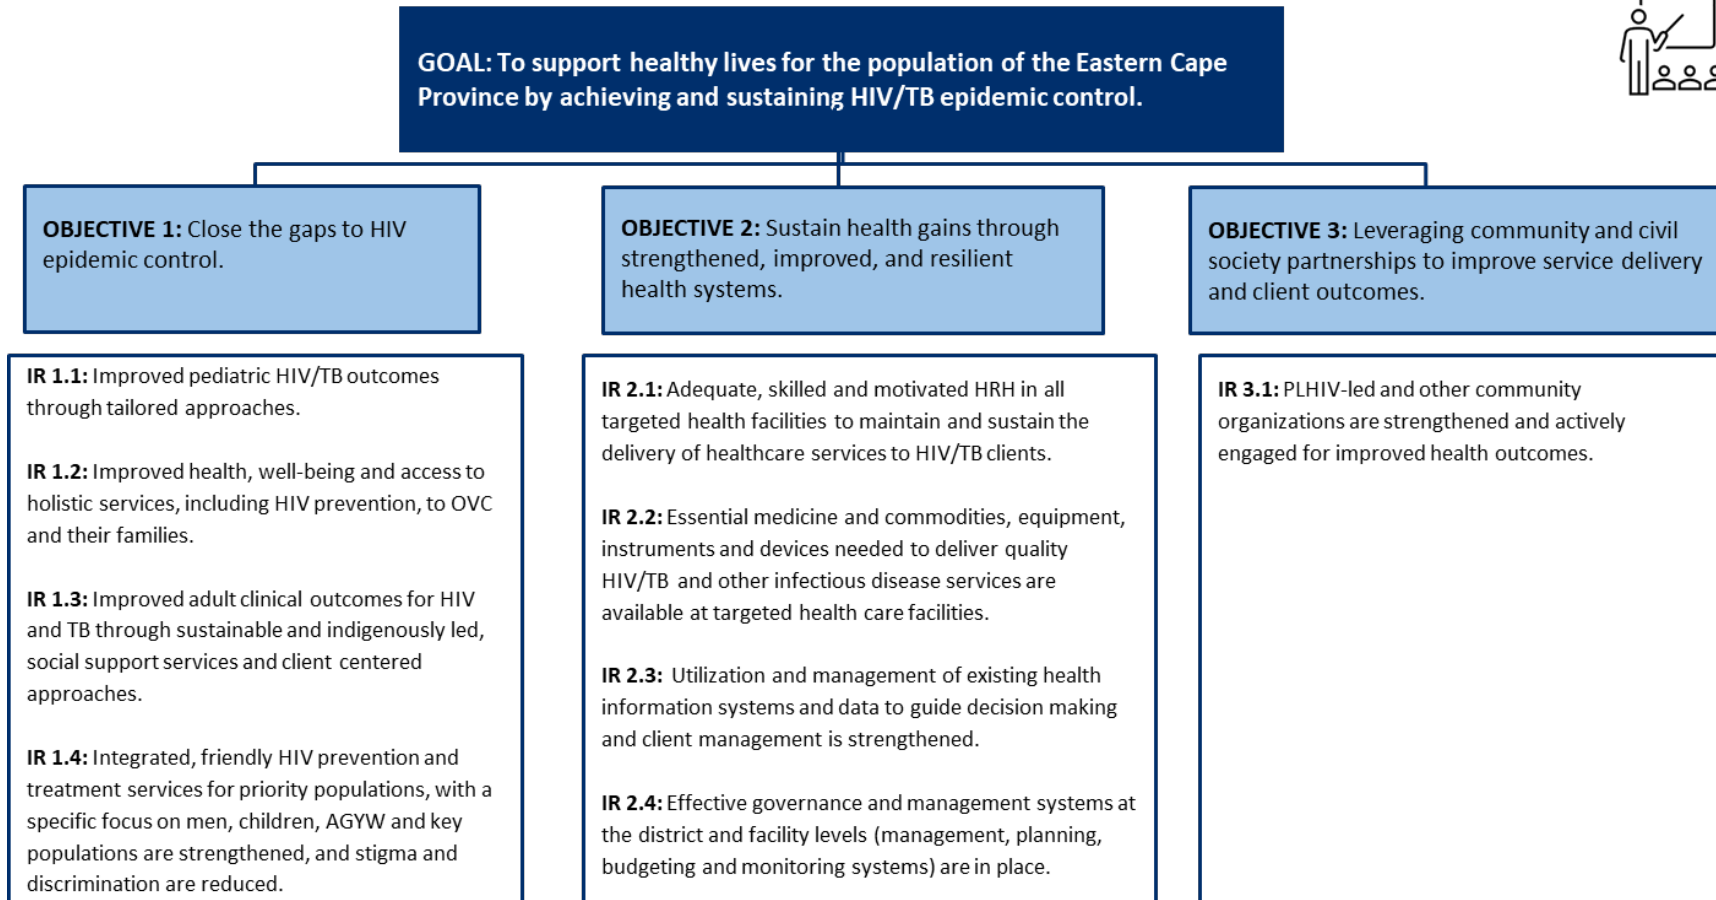 GOAL: To support healthy lives for the population of the Eastern Cape
Province by achieving and sustaining HIV/TB epidemic control.
OBJECTIVE 1: Close the gaps to HIV
epidemic control.
OBJECTIVE 2: Sustain health gains through
strengthened, improved, and resilient
health systems.
OBJECTIVE 3: Leveraging community and civil
society partnerships to improve service delivery
and client outcomes.
IR 1.1: Improved pediatric HIV/TB outcomes
through tailored approaches.
IR 1.2: Improved health, well-being and access to
holistic services, including HIV prevention, to OVC
and their families.
IR 1.3: Improved adult clinical outcomes for HIV
and TB through sustainable and indigenously led,
social support services and client centered
approaches.
IR 1.4: Integrated, friendly HIV prevention and
treatment services for priority populations, with a
specific focus on men, children, AGYW and key
populations are strengthened, and stigma and
discrimination are reduced.
IR 2.1: Adequate, skilled and motivated HRH in all
targeted health facilities to maintain and sustain the
delivery of healthcare services to HIV/TB clients.
IR 2.2: Essential medicine and commodities, equipment,
instruments and devices needed to deliver quality
HIV/TB and other infectious disease services are
available at targeted health care facilities.
IR 2.3: Utilization and management of existing health
information systems and data to guide decision making
and client management is strengthened.
IR 2.4: Effective governance and management systems at
the district and facility levels (management, planning,
budgeting and monitoring systems) are in place.
IR 3.1: PLHIV-led and other community
organizations are strengthened and actively
engaged for improved health outcomes.